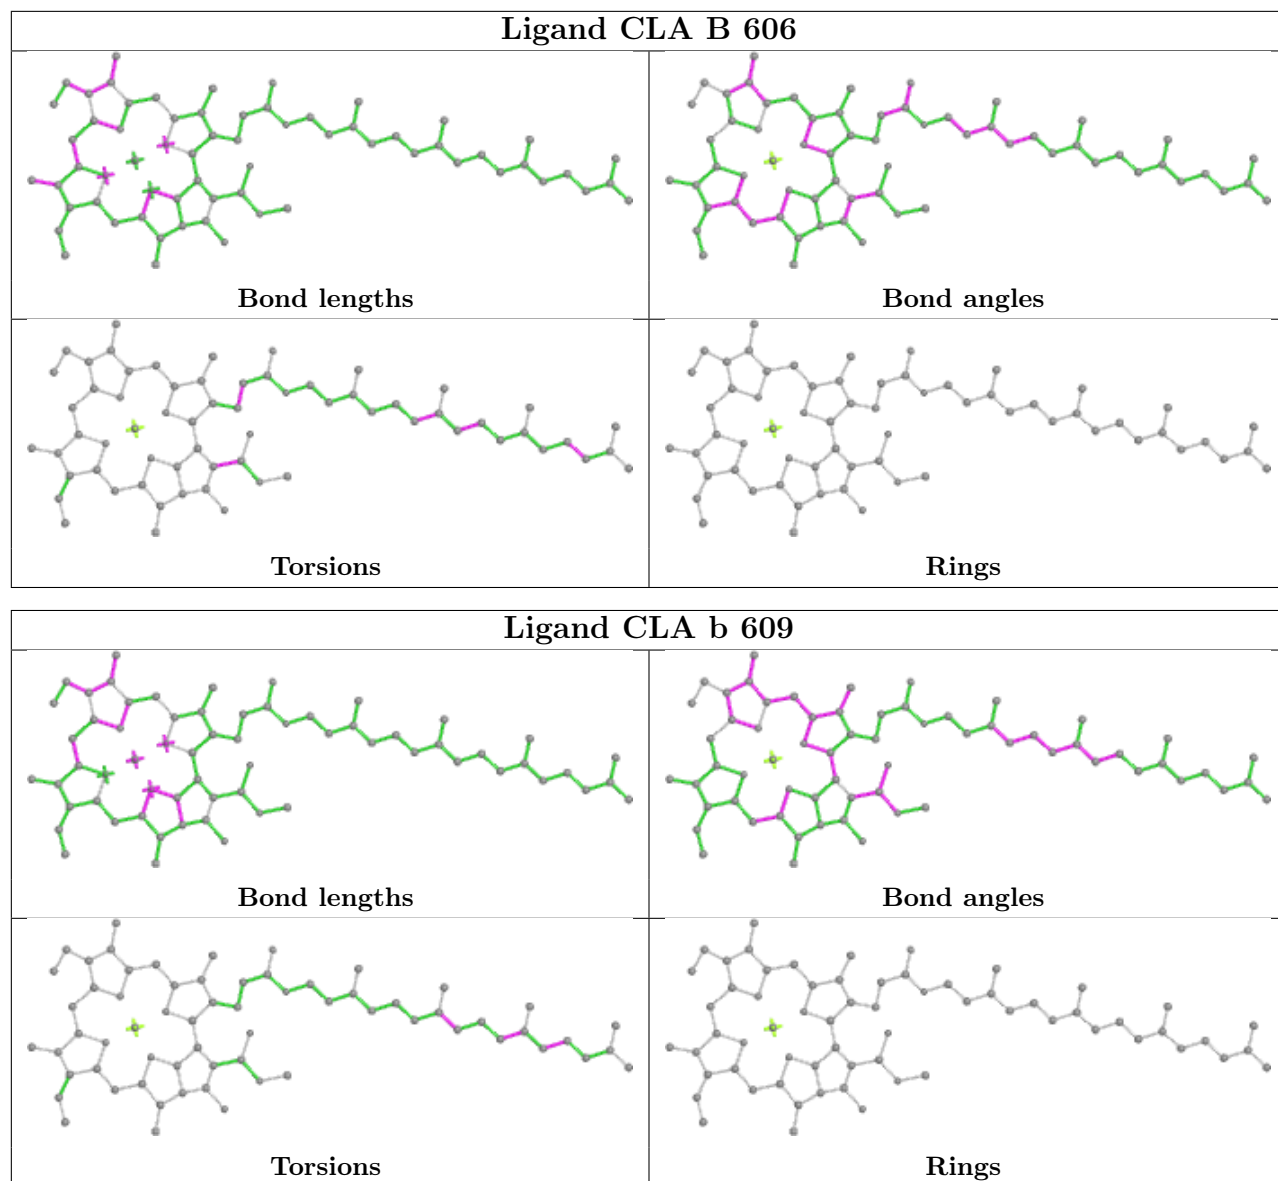 Ligand CLA B 606
Bond lengths
Bond angles
Torsions
Rings
Ligand CLA b 609
Bond lengths
Bond angles
Torsions
Rings